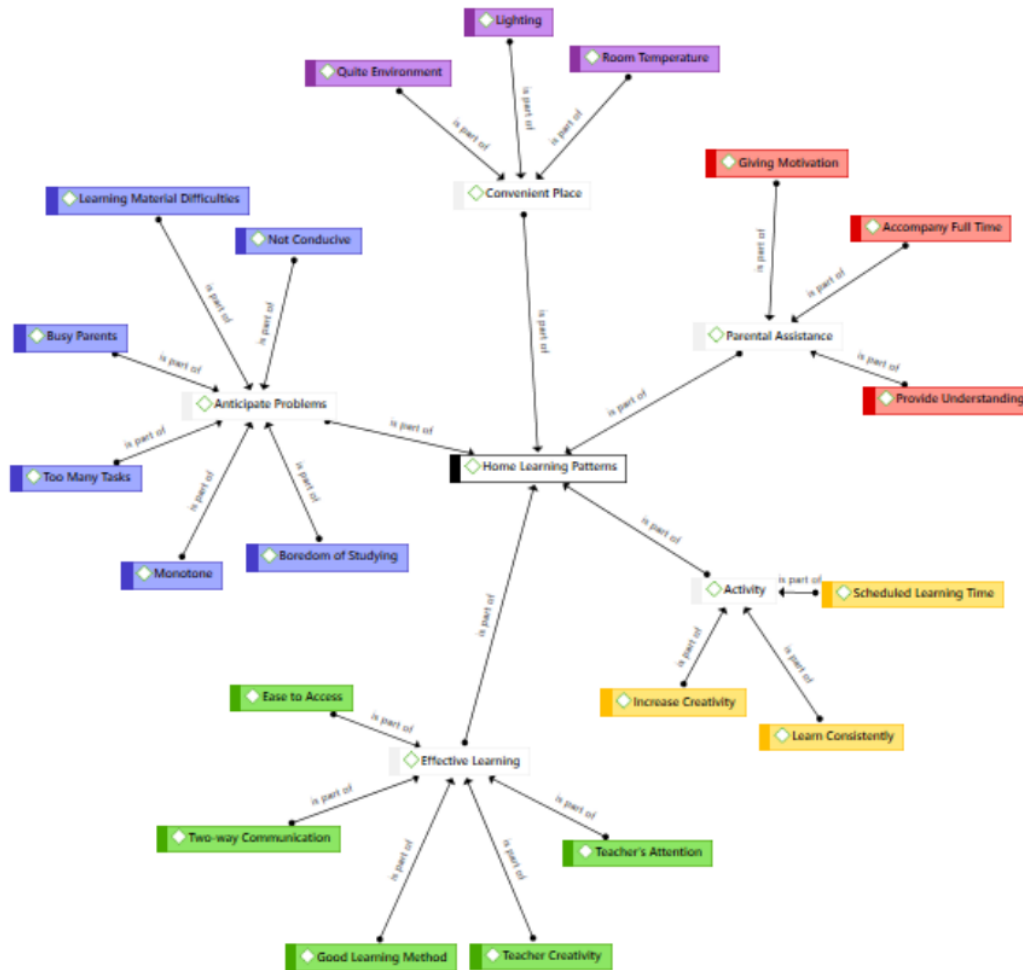 Lighting
Quite Environment
Room Temperature
is part of
is part of
is part of
Convenient Place
Giving Motivation
Learning Material Difficulties
Not Conducive
Accompany Full Time
is part of
is part of
is part of
is part of
Busy Parents
is part of
Parental Assistance
is part of
is part of
is part of
Provide Understanding
Anticipate Problems
is part of
is part of
is part of
Home Learning Patterns
Too Many Tasks
is part of
is part of
is part of
Monotone
Boredom of Studying
Activity
is part of
Scheduled Learning Time
is part of
is part of
is part of
Increase Creativity
Learn Consistently
Ease to Access
is part of
Effective Learning
is part of
is part of
Two-way Communication
Teacher's Attention
is part of
is part of
Good Learning Method
Teacher Creativity